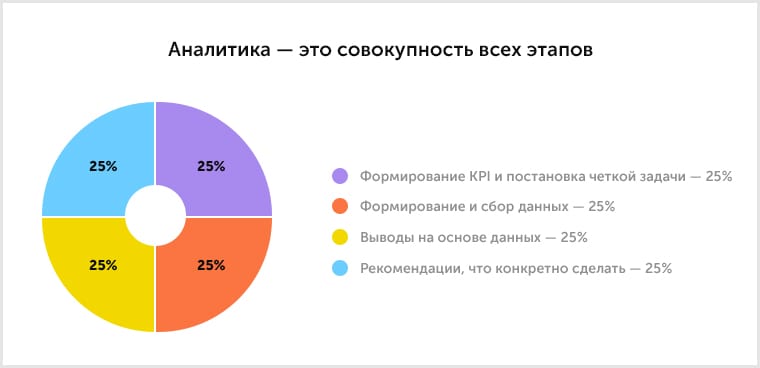 Аналитика — это совокупность всех этапов
25% 25%
25% 25%
Формирование KPI и постановка четкой задачи — 25%
Формирование и сбор данных — 25%
Выводы на основе данных — 25%
Рекомендации, что конкретно сделать — 25%